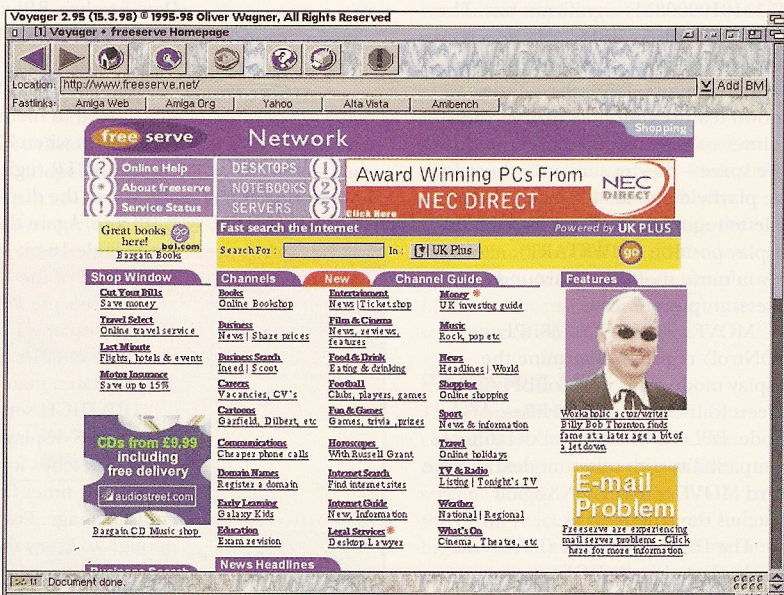 Voyager 2.95 (15.3.98) © 1995-98 Oliver Wagner, All Rights Reserved
[1] Voyager • freeserve Homepage
Location: http://www.freeserve.net/ Add BM
Fastlinks: Amiga Web Amiga Org Yahoo Alta Vista Amibench
free serve Network Shopping
? Online Help
* About freeserve
! Service Status
DESKTOPS 1
NOTEBOOKS 2
SERVERS 3
Award Winning PCs From
NEC DIRECT
Click Here
NEC
DIRECT
Great books
here! bol.com
Bargain Books
Fast search the Internet Powered by UK PLUS
Search For : In : UK Plus go
Shop Window
Cut Your Bills
Save money
Travel Select
Online travel service
Last Minute
Flights, hotels & events
Motor Insurance
Save up to 15%
CDs from £9.99
including
free delivery
audiostreet.com
Bargain CD Music shop
Business Search
Channels New Channel Guide
Books
Online Bookshop
Business
News | Share prices
Business Search
Ineed | Scoot
Careers
Vacancies, CV's
Cartoons
Garfield, Dilbert, etc
Communications
Cheaper phone calls
Domain Names
Register a domain
Early Learning
Galaxy Kids
Education
Exam revision
Entertainment
News | Ticketshop
Film & Cinema
News, reviews,
features
Food & Drink
Eating & drinking
Football
Clubs, players, games
Fun & Games
Games, trivia ,prizes
Horoscopes
With Russell Grant
Internet Search
Find internet sites
Internet Guide
New, Information
Legal Services *
Desktop Lawyer
Money *
UK investing guide
Music
Rock, pop etc
News
Headlines | World
Shopping
Online shopping
Sport
News & information
Travel
Online holidays
TV & Radio
Listing | Tonight's TV
Weather
National | Regional
What's On
Cinema, Theatre, etc
News Headlines
Features
Workaholic actor/writer
Billy Bob Thornton finds
fame at a later age a bit of
a letdown
E-mail
Problem
Freeserve are experiencing
mail server problems - Click
here for more information
Document done.